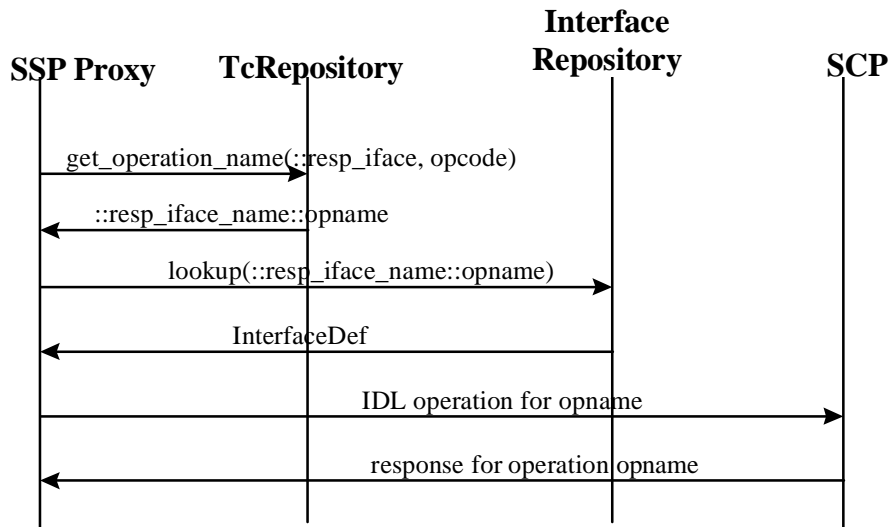 SSP Proxy
TcRepository
Interface
Repository
SCP
get_operation_name(::resp_iface, opcode)
::resp_iface_name::opname
lookup(::resp_iface_name::opname)
InterfaceDef
IDL operation for opname
response for operation opname